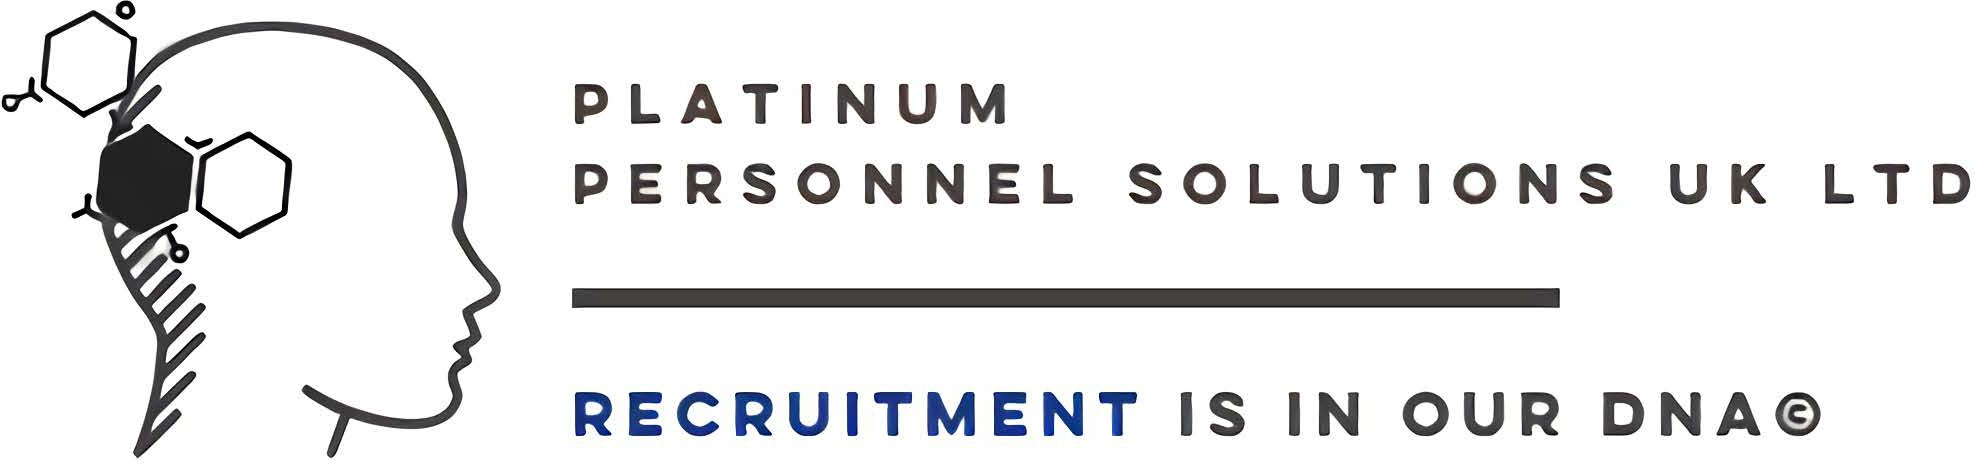 PLATINUM
PERSONNEL SOLUTIONS UK LTD
RECRUITMENT IS IN OUR DNA©